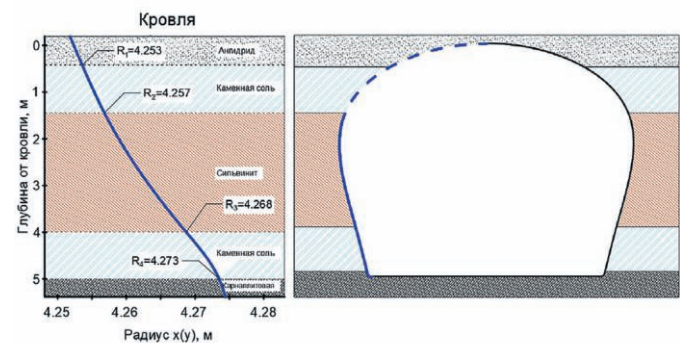 Кровля
Глубина от кровли, м
0
1
2
3
4
5
R₁=4.253
Ангидрид
Каменная соль
R₂=4.257
Сильвинит
R₃=4.268
Каменная соль
R₄=4.273
Карналлитовая
4.25
4.26
4.27
4.28
Радиус x(y), м